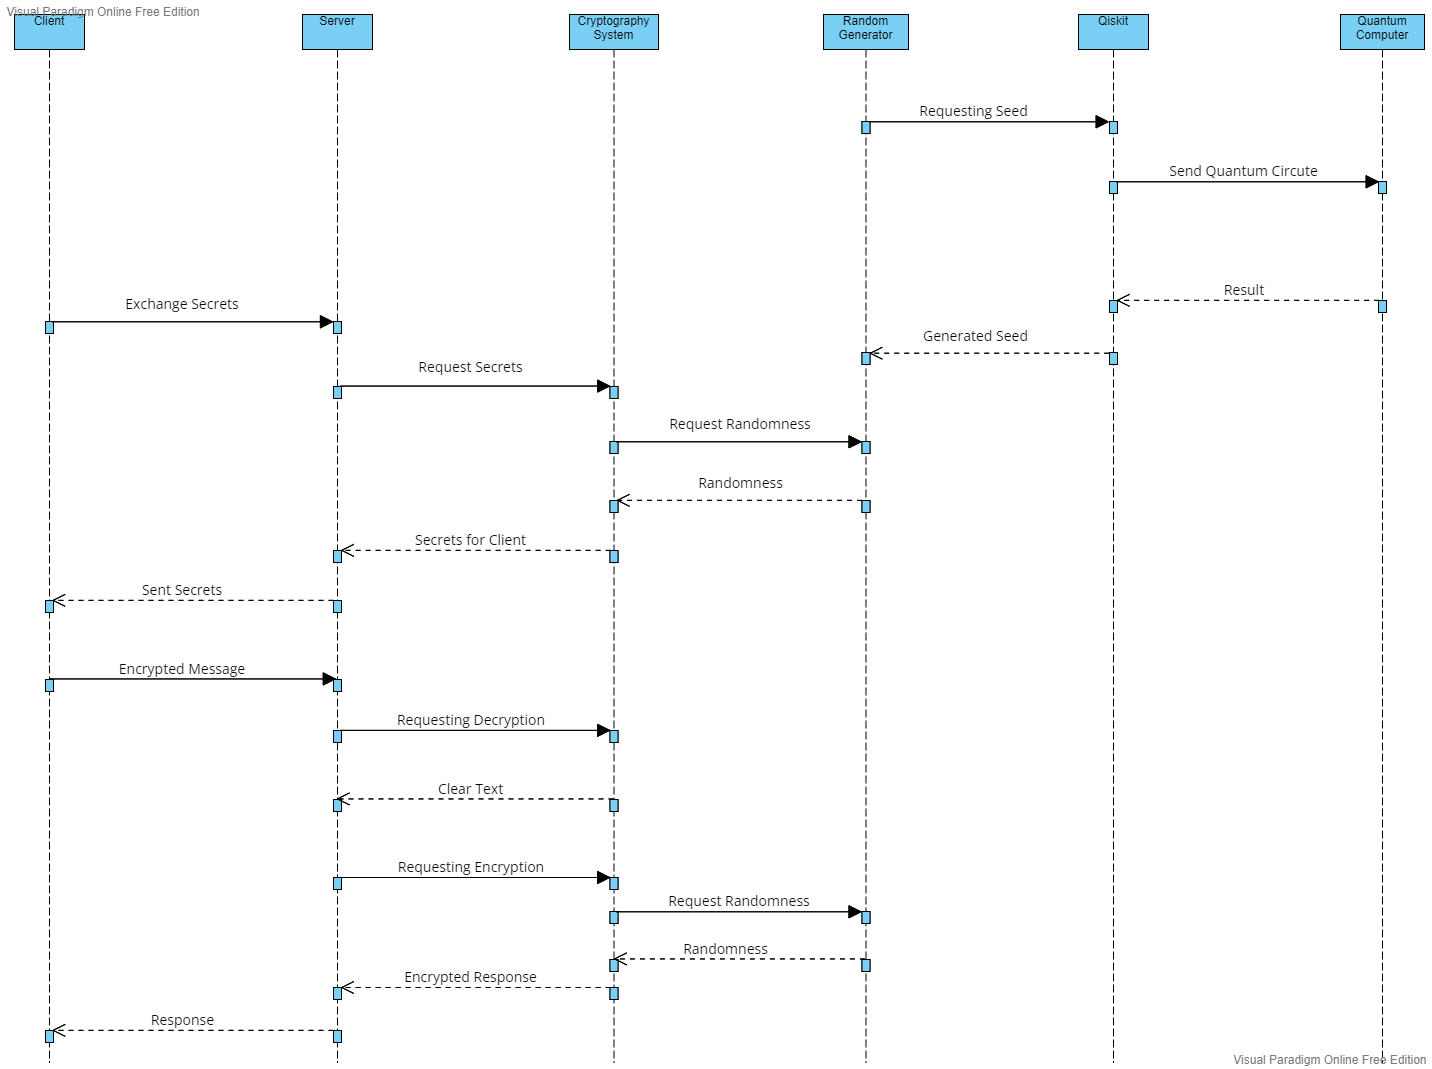 Visual Paradigm Online Free Edition
Client
Server
Cryptography
System
Random
Generator
Qiskit
Quantum
Computer
Requesting Seed
Send Quantum Circute
Result
Exchange Secrets
Generated Seed
Request Secrets
Request Randomness
Randomness
Secrets for Client
Sent Secrets
Encrypted Message
Requesting Decryption
Clear Text
Requesting Encryption
Request Randomness
Randomness
Encrypted Response
Response
Visual Paradigm Online Free Edition